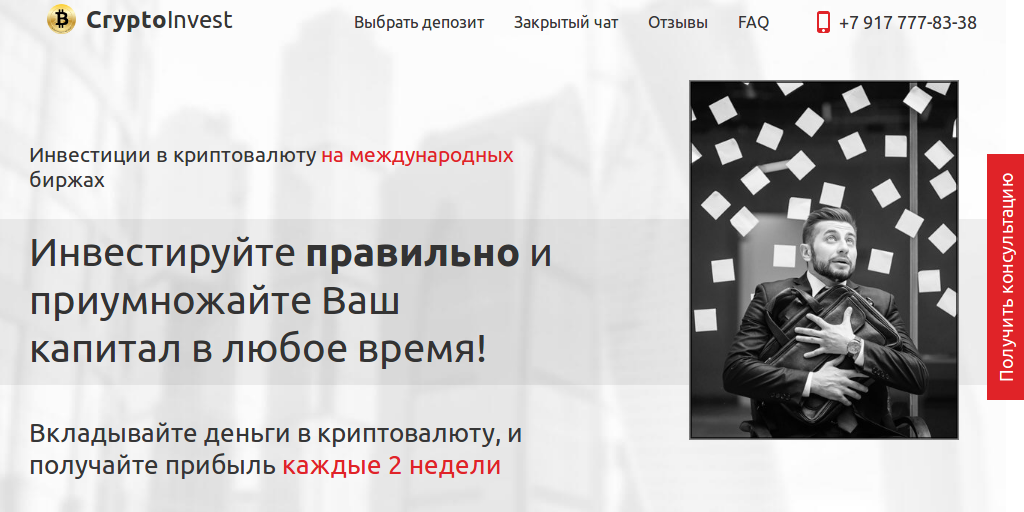 CryptoInvest
Выбрать депозит
Закрытый чат
Отзывы
FAQ
+7 917 777-83-38
Инвестиции в криптовалюту на международных
биржах
Инвестируйте правильно и
приумножайте Ваш
капитал в любое время!
Вкладывайте деньги в криптовалюту, и
получайте прибыль каждые 2 недели
Получить консультацию